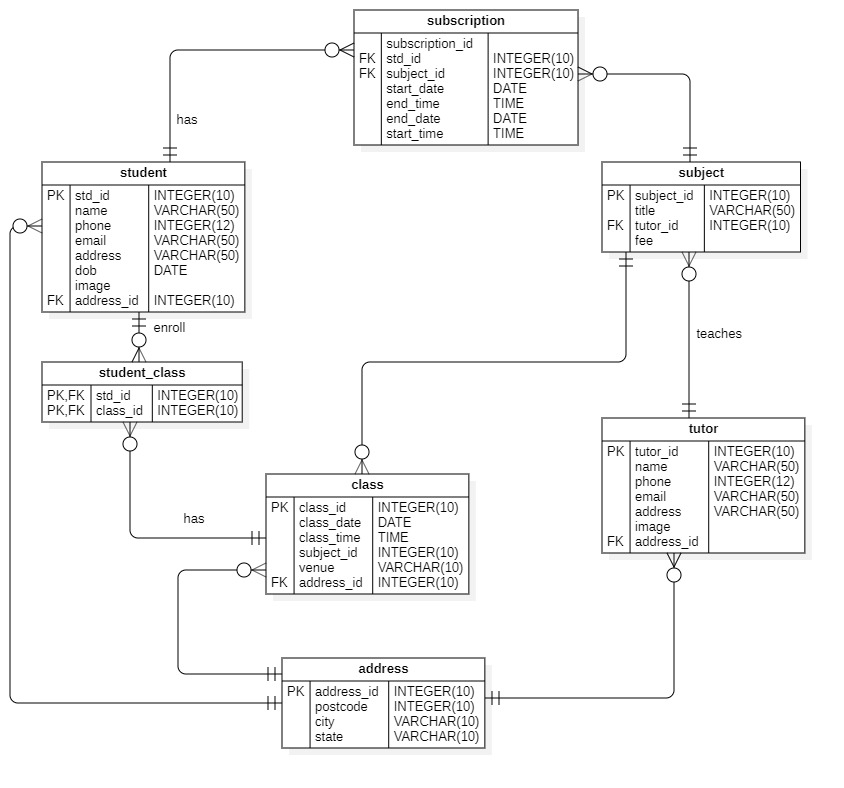 subscription
subscription_id
FK std_id INTEGER(10)
FK subject_id INTEGER(10)
start_date DATE
end_time TIME
end_date DATE
start_time TIME
has
student
PK std_id INTEGER(10)
name VARCHAR(50)
phone INTEGER(12)
email VARCHAR(50)
address VARCHAR(50)
dob DATE
image
FK address_id INTEGER(10)
subject
PK subject_id INTEGER(10)
title VARCHAR(50)
FK tutor_id INTEGER(10)
fee
enroll
teaches
student_class
PK,FK std_id INTEGER(10)
PK,FK class_id INTEGER(10)
tutor
PK tutor_id INTEGER(10)
name VARCHAR(50)
phone INTEGER(12)
email VARCHAR(50)
address VARCHAR(50)
image
FK address_id
has
class
PK class_id INTEGER(10)
class_date DATE
class_time TIME
subject_id INTEGER(10)
venue VARCHAR(10)
FK address_id INTEGER(10)
address
PK address_id INTEGER(10)
postcode INTEGER(10)
city VARCHAR(10)
state VARCHAR(10)